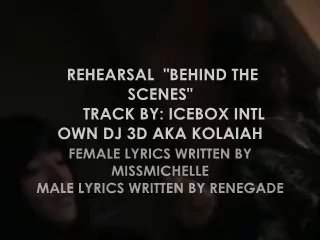 REHEARSAL "BEHIND THE
SCENES"
TRACK BY: ICEBOX INTL
OWN DJ 3D AKA KOLAIAH
FEMALE LYRICS WRITTEN BY
MISSMICHELLE
MALE LYRICS WRITTEN BY RENEGADE